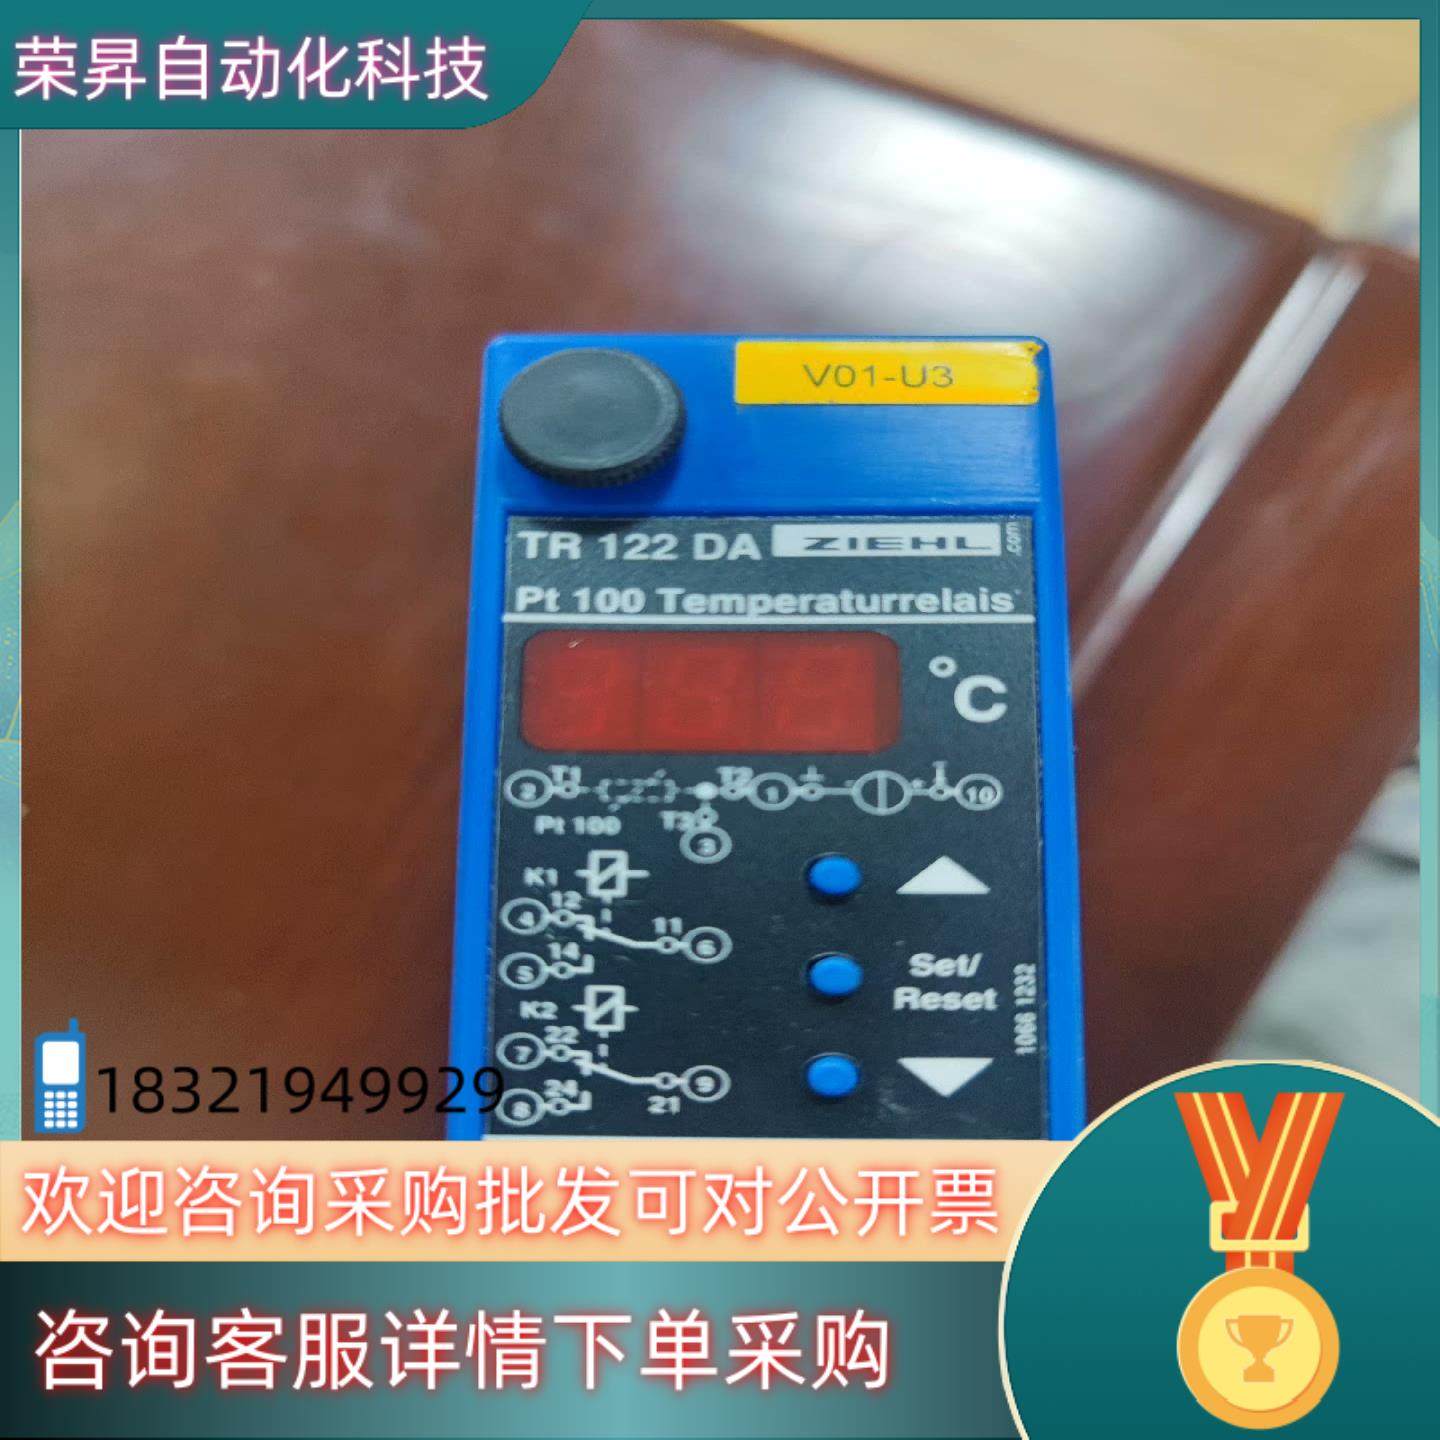 荣昇自动化科技
V01-U3
TR 122 DA ZIEHL .com
Pt 100 Temperaturrelais
°C
2 T1 T2 1 10
Pt 100 T3
3
K1
12
4 11
6
14
5
Set/
Reset
1066 1232
K2
22
7
9
24 21
8
18321949929
欢迎咨询采购批发可对公开票
咨询客服详情下单采购